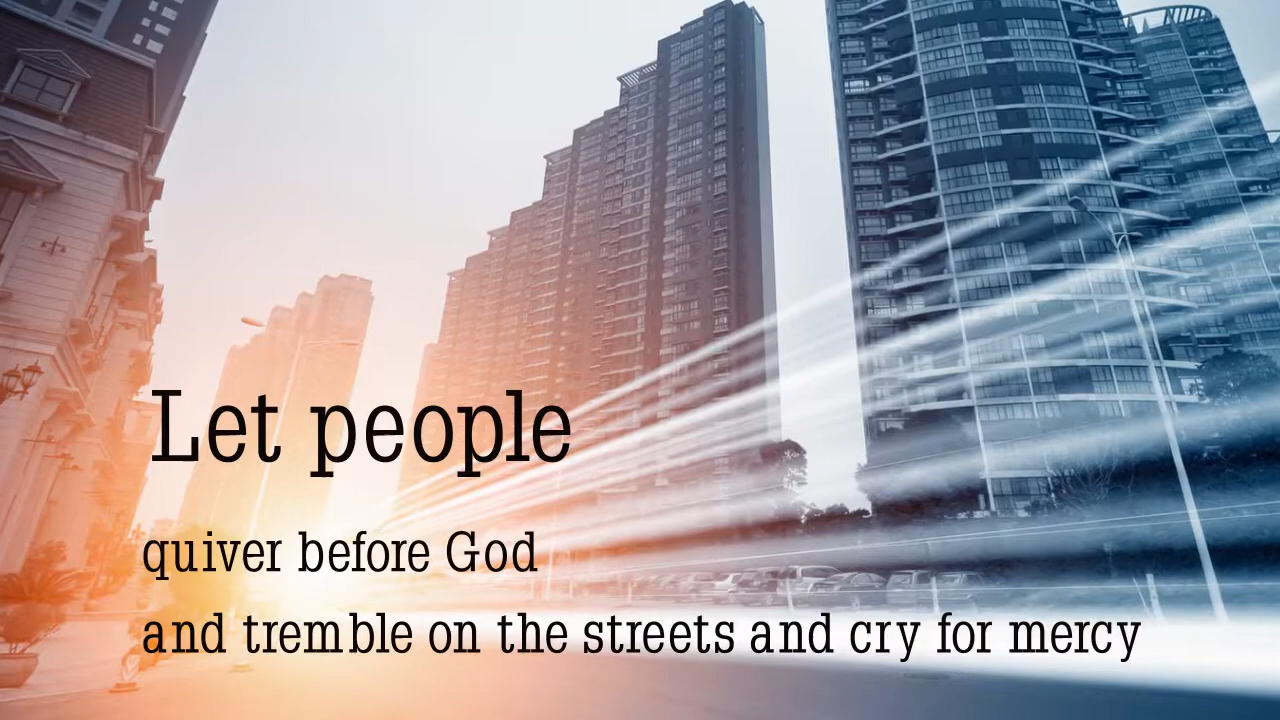 Let people
quiver before God
and tremble on the streets and cry for mercy